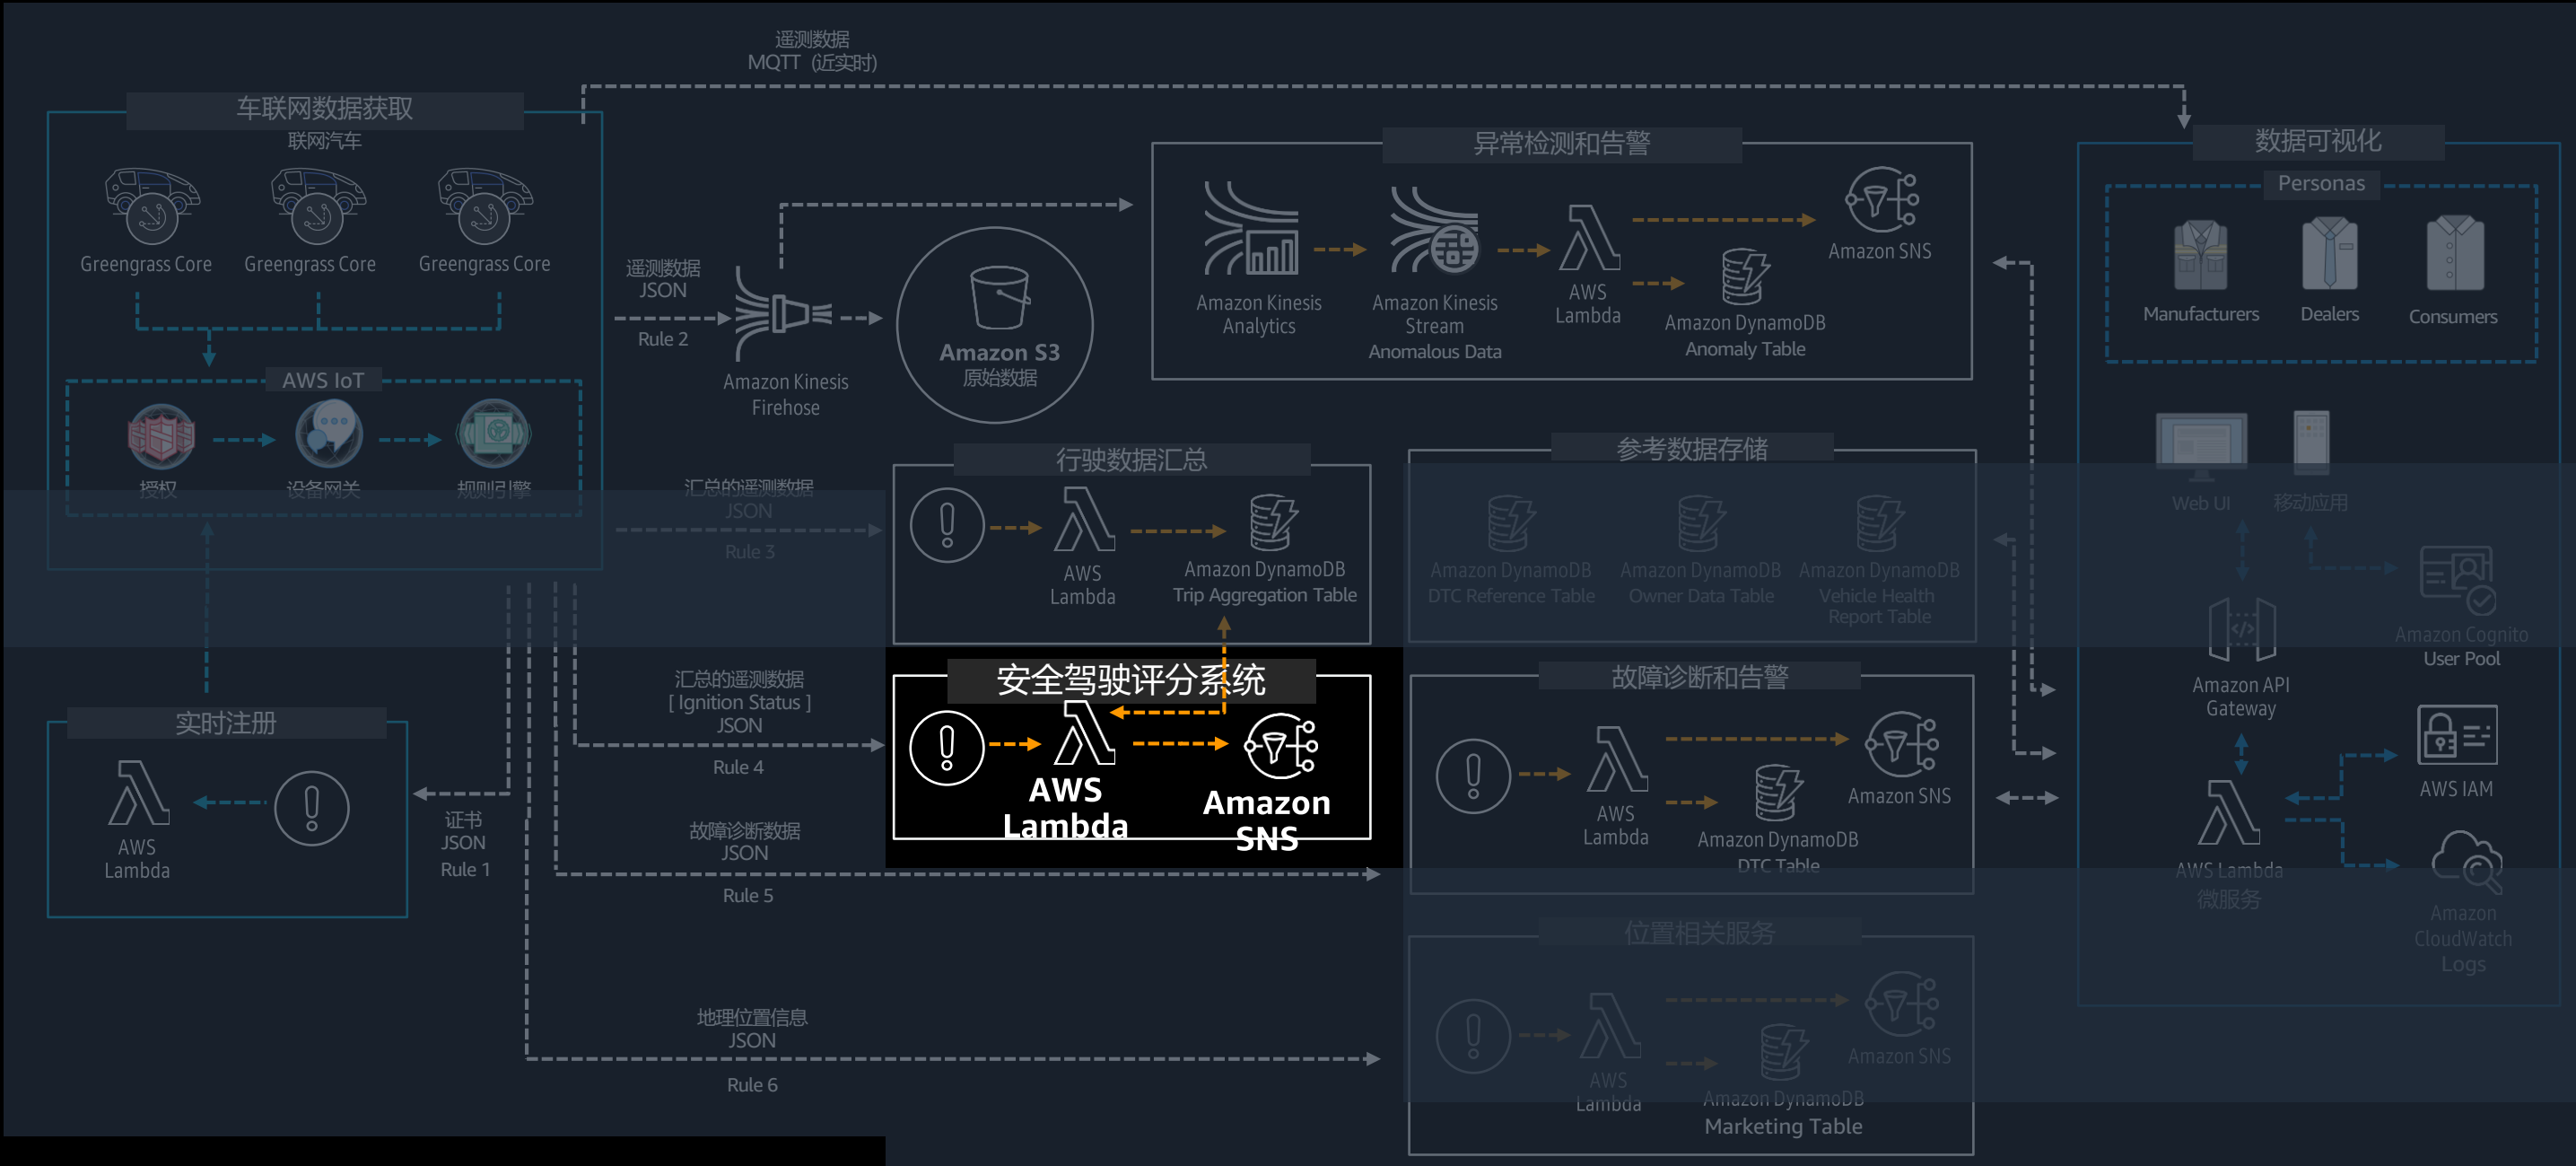 遥测数据
MQTT（近实时）
车联网数据获取
联网汽车
Greengrass Core
Greengrass Core
Greengrass Core
AWS IoT
授权
设备网关
规则引擎
实时注册
AWS
Lambda
证书
JSON
Rule 1
遥测数据
JSON
Rule 2
Amazon Kinesis
Firehose
Amazon S3
原始数据
汇总的遥测数据
JSON
Rule 3
汇总的遥测数据
[ Ignition Status ]
JSON
Rule 4
故障诊断数据
JSON
Rule 5
地理位置信息
JSON
Rule 6
异常检测和告警
Amazon Kinesis
Analytics
Amazon Kinesis
Stream
Anomalous Data
AWS
Lambda
Amazon DynamoDB
Anomaly Table
Amazon SNS
行驶数据汇总
AWS
Lambda
Amazon DynamoDB
Trip Aggregation Table
安全驾驶评分系统
AWS
Lambda
Amazon
SNS
参考数据存储
Amazon DynamoDB
DTC Reference Table
Amazon DynamoDB
Owner Data Table
Amazon DynamoDB
Vehicle Health
Report Table
故障诊断和告警
AWS
Lambda
Amazon DynamoDB
DTC Table
Amazon SNS
位置相关服务
AWS
Lambda
Amazon DynamoDB
Marketing Table
Amazon SNS
数据可视化
Personas
Manufacturers
Dealers
Consumers
Web UI
移动应用
Amazon Cognito
User Pool
Amazon API
Gateway
AWS IAM
AWS Lambda
微服务
Amazon
CloudWatch
Logs